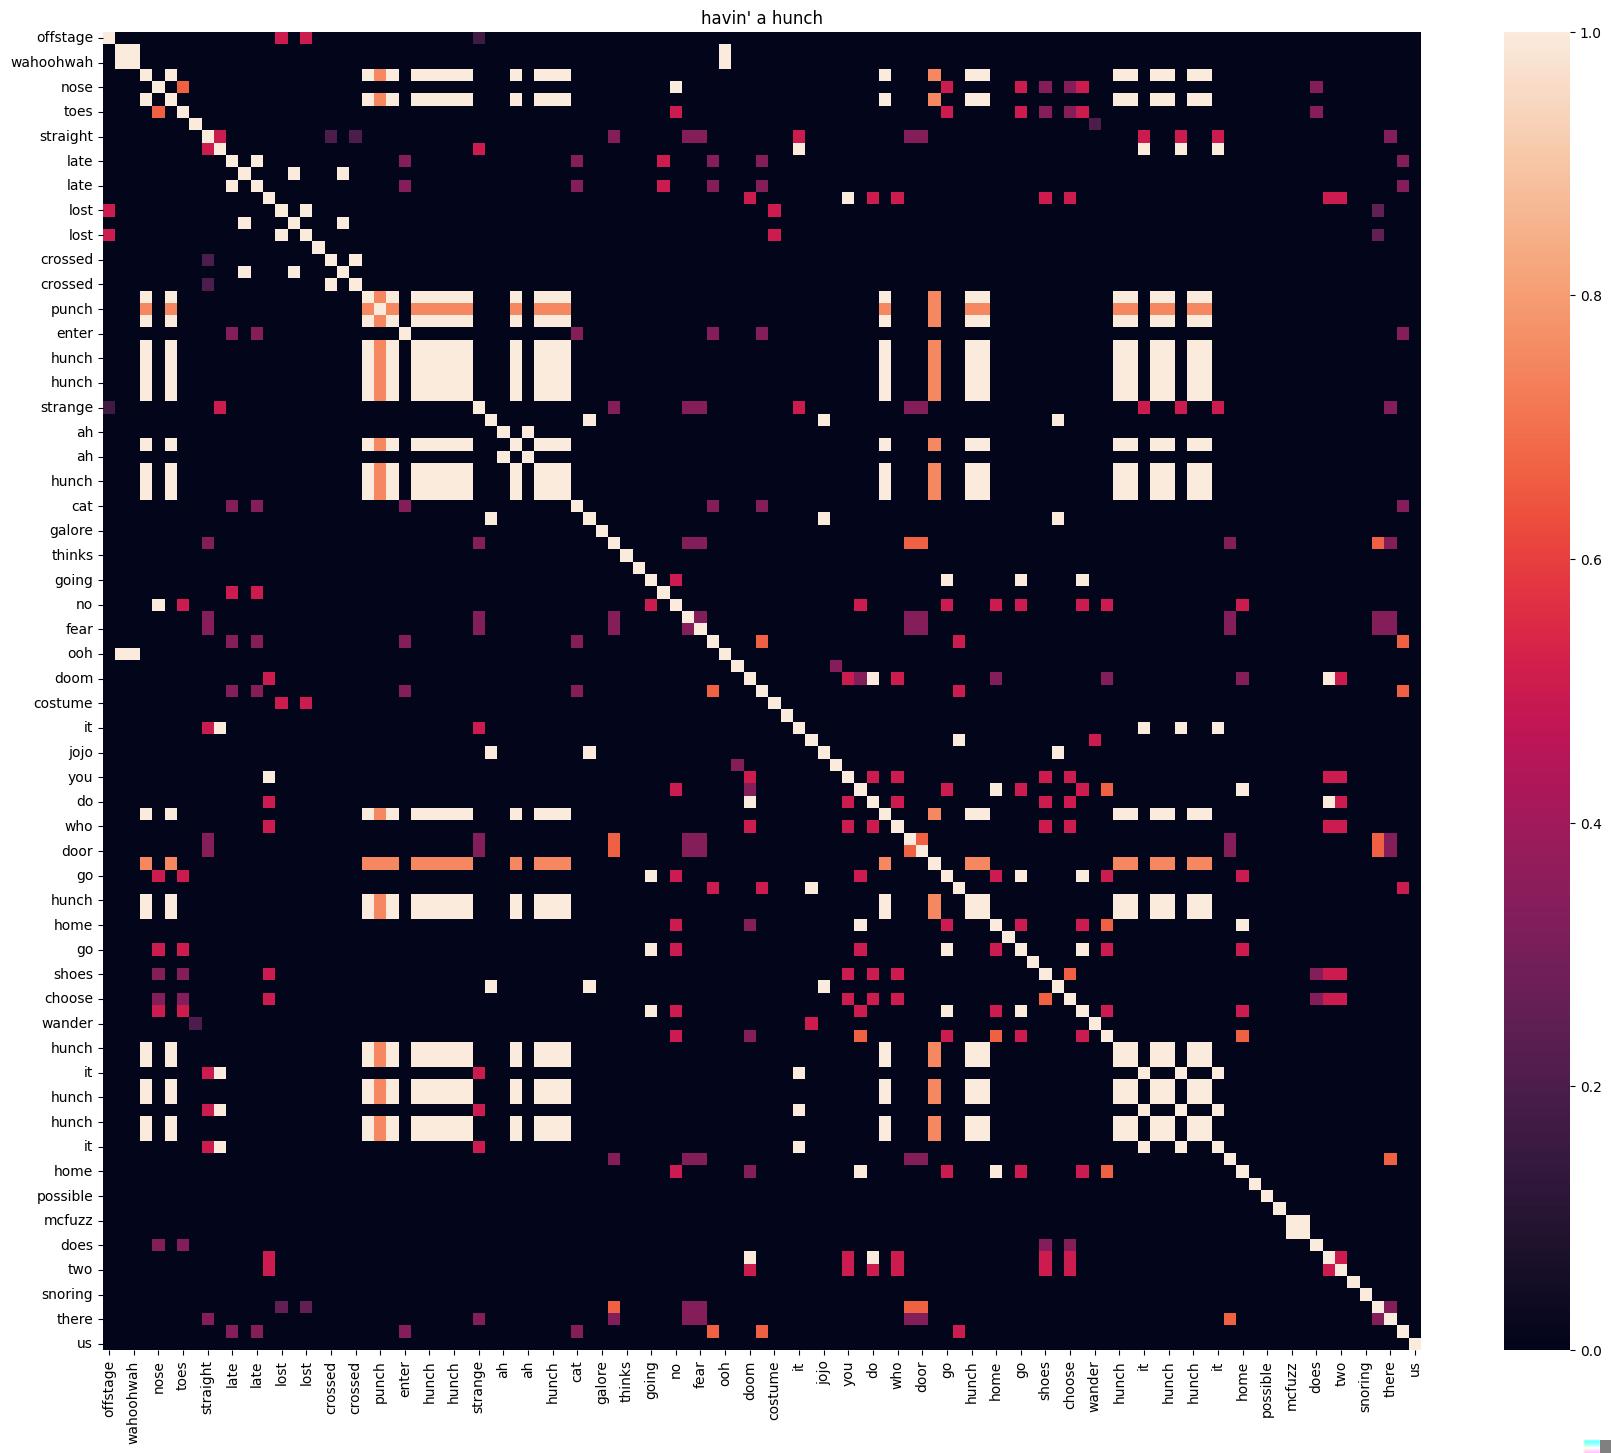 havin' a hunch
offstage
wahoohwah
nose
toes
straight
late
late
lost
lost
crossed
crossed
punch
enter
hunch
hunch
strange
ah
ah
hunch
cat
galore
thinks
going
no
fear
ooh
doom
costume
it
jojo
you
do
who
door
go
hunch
home
go
shoes
choose
wander
hunch
it
hunch
hunch
it
home
possible
mcfuzz
does
two
snoring
there
us
offstage
wahoohwah
nose
toes
straight
late
late
lost
lost
crossed
crossed
punch
enter
hunch
hunch
strange
ah
ah
hunch
cat
galore
thinks
going
no
fear
ooh
doom
costume
it
jojo
you
do
who
door
go
hunch
home
go
shoes
choose
wander
hunch
it
hunch
hunch
it
home
possible
mcfuzz
does
two
snoring
there
us
1.0
0.8
0.6
0.4
0.2
0.0